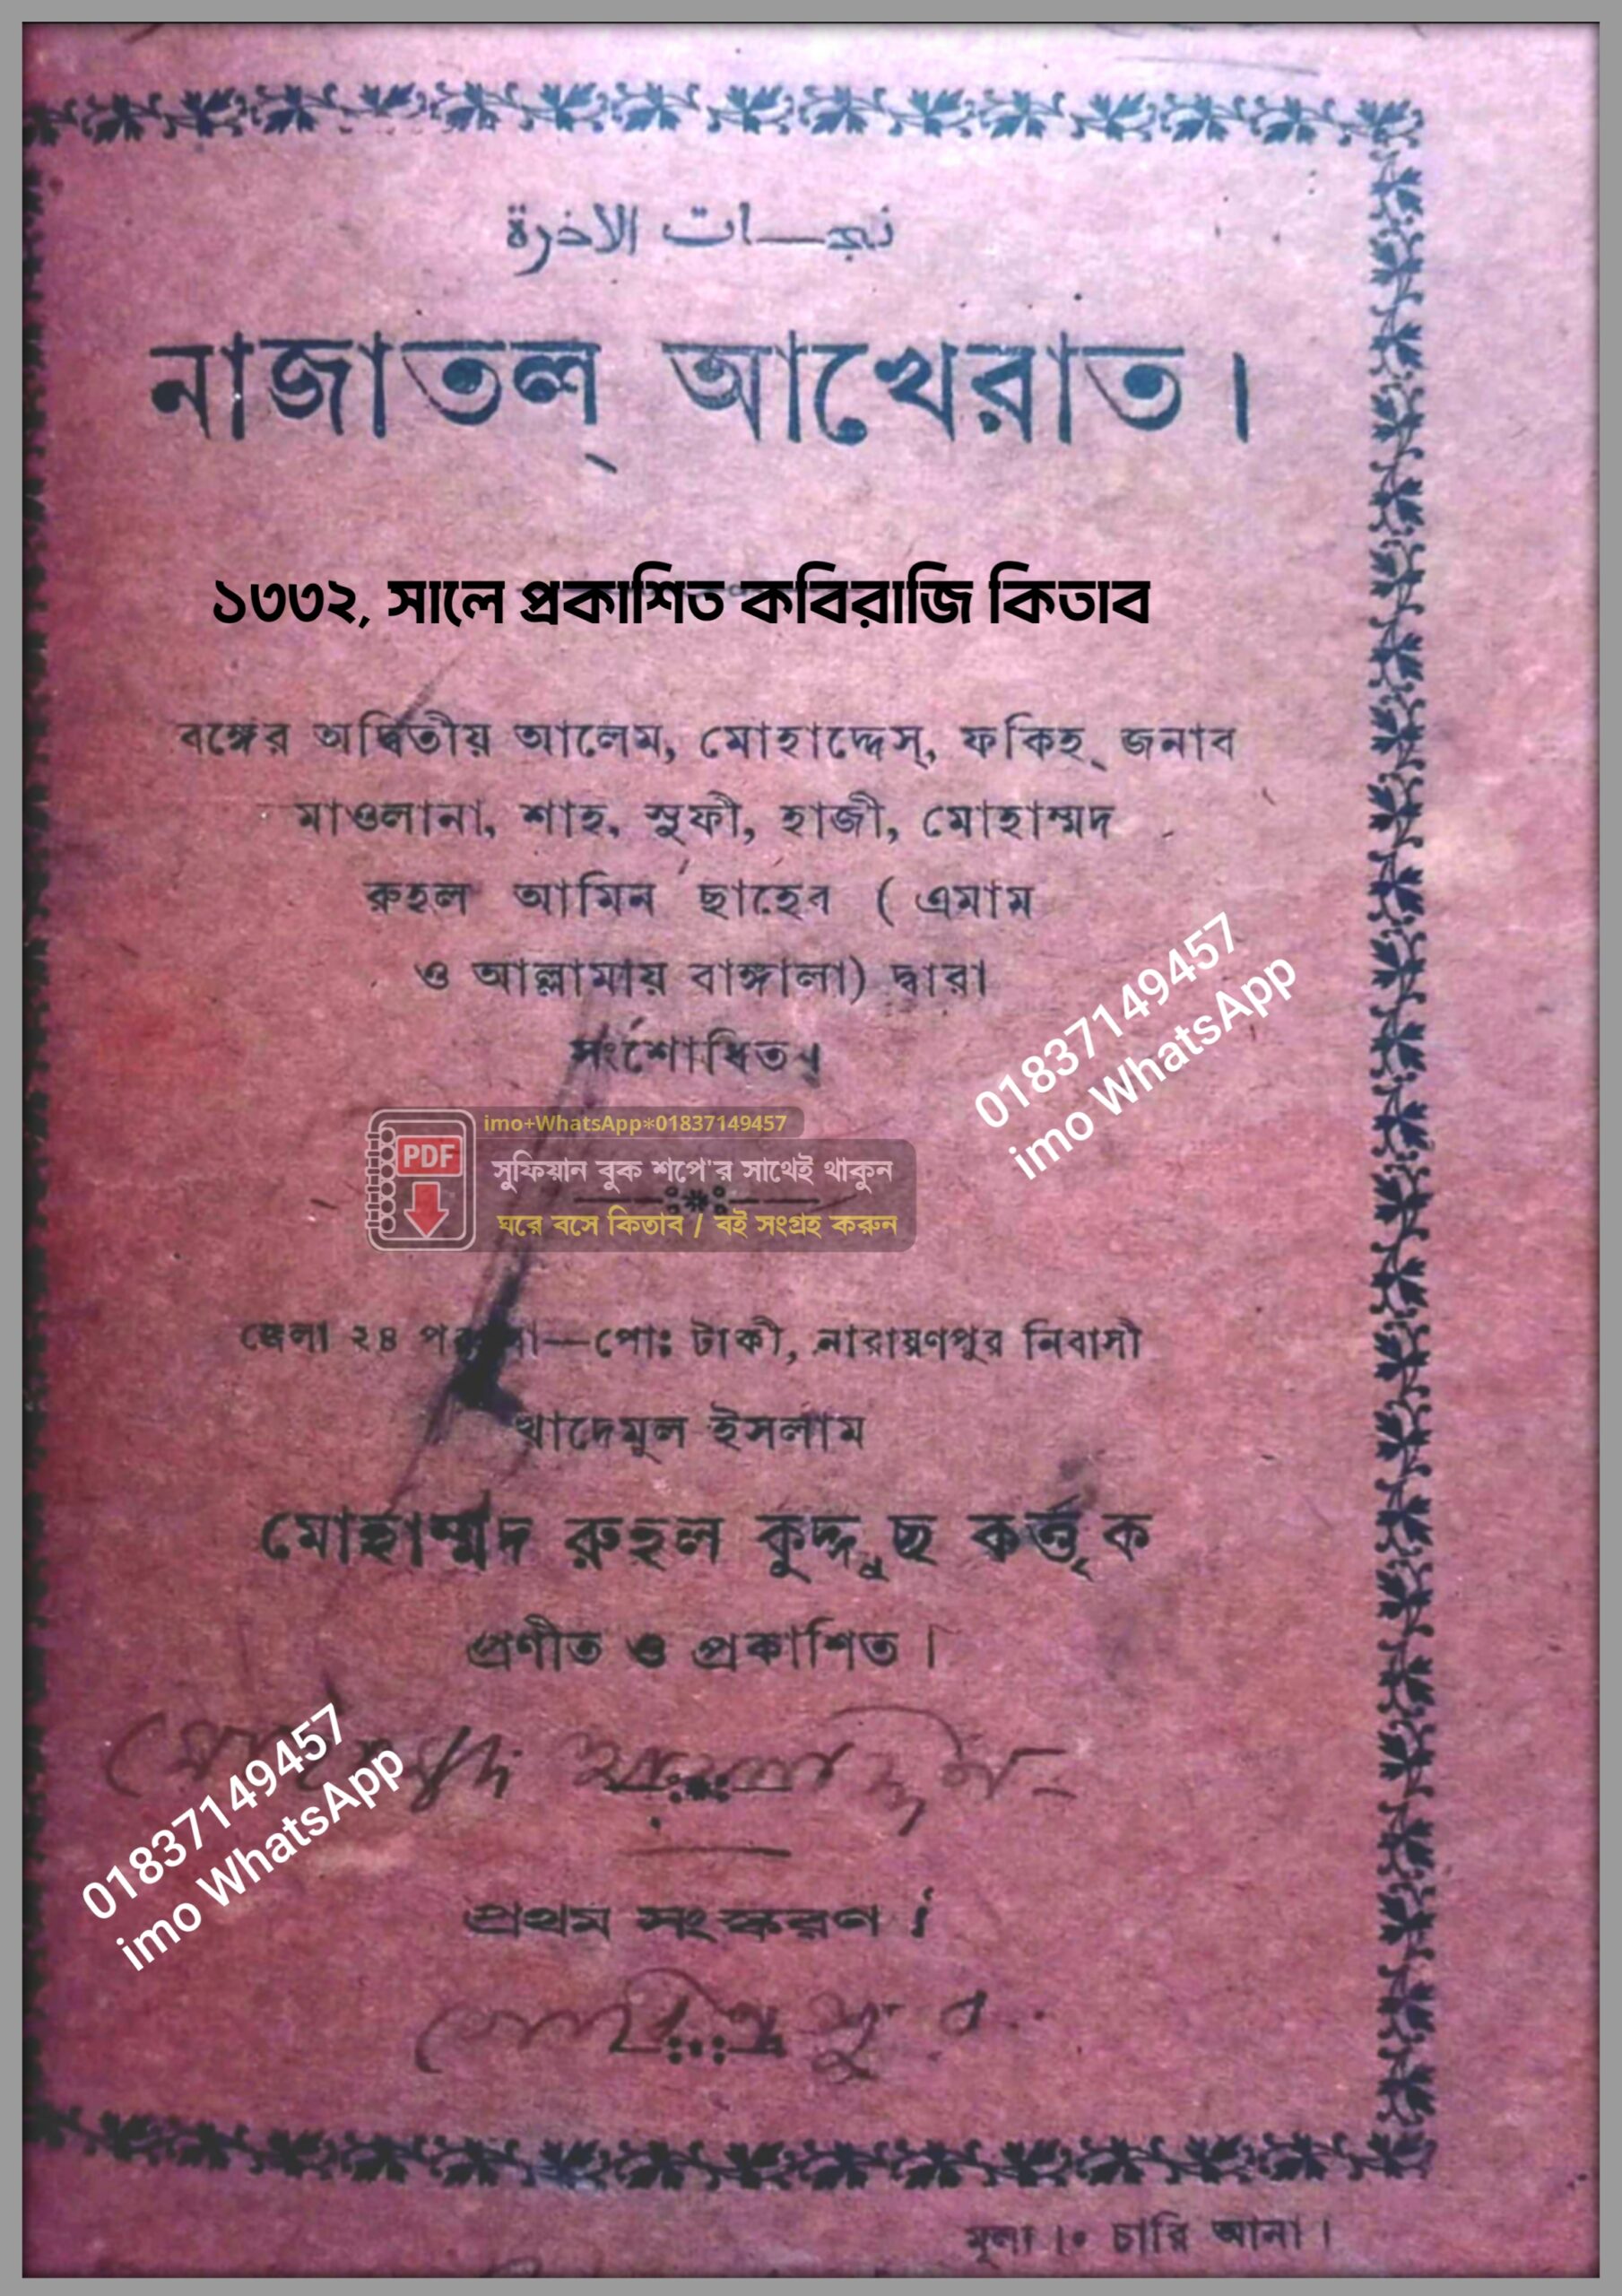 نجات الاخرة
নাজাতল্ আখেরাত।
১৩৩২, সালে প্রকাশিত কবিরাজি কিতাব
বঙ্গের অদ্বিতীয় আলেম, মোহাদ্দেস্, ফকিহ্ জনাব
মাওলানা, শাহ, সুফী, হাজী, মোহাম্মদ
রুহল আমিন ছাহেব ( এমাম
ও আল্লামায় বাঙ্গালা) দ্বারা
সংশোধিত।
01837149457
imo WhatsApp
imo+WhatsApp*01837149457
PDF
সুফিয়ান বুক শপে'র সাথেই থাকুন
ঘরে বসে কিতাব / বই সংগ্রহ করুন
জেলা ২৪ —পোঃ টাকী, নারায়ণপুর নিবাসী
খাদেমুল ইসলাম
মোহাম্মদ রুহল কুদ্দুছ কর্ত্তৃক
প্রণীত ও প্রকাশিত।
01837149457
imo WhatsApp
প্রথম সংস্করণ।
মূল্য ।০ চারি আনা।